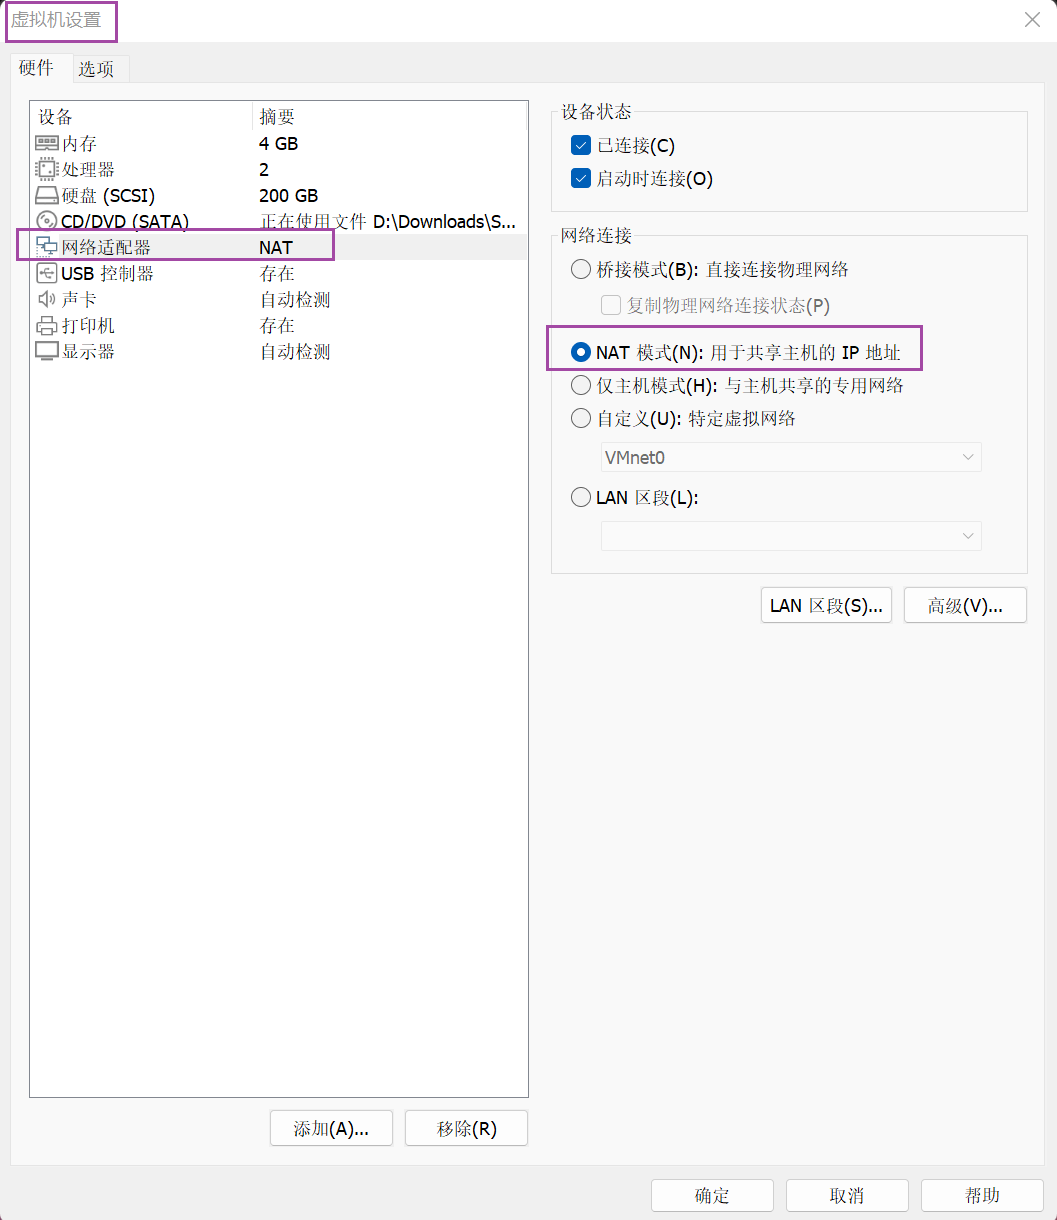 虚拟机设置
硬件 选项
设备 摘要
内存 4 GB
处理器 2
硬盘 (SCSI) 200 GB
CD/DVD (SATA) 正在使用文件 D:\Downloads\S...
网络适配器 NAT
USB 控制器 存在
声卡 自动检测
打印机 存在
显示器 自动检测
添加(A)... 移除(R)
设备状态
已连接(C)
启动时连接(O)
网络连接
桥接模式(B): 直接连接物理网络
复制物理网络连接状态(P)
NAT 模式(N): 用于共享主机的 IP 地址
仅主机模式(H): 与主机共享的专用网络
自定义(U): 特定虚拟网络
VMnet0
LAN 区段(L):
LAN 区段(S)... 高级(V)...
确定 取消 帮助